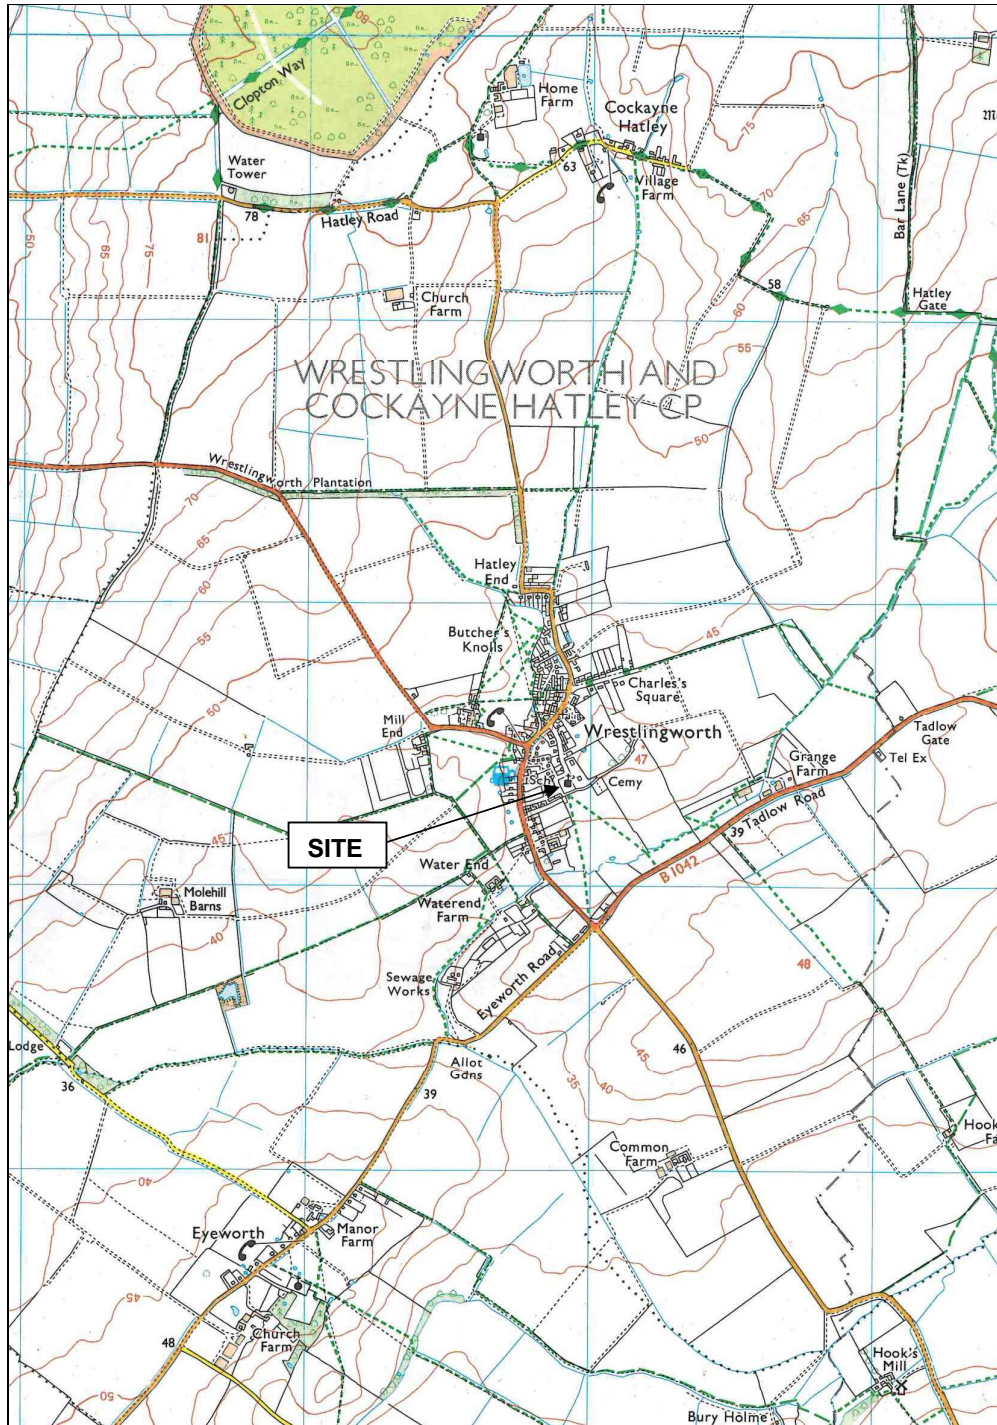 80
Clopton Way
Home
Farm
Cockayne
Hatley
75
Water
Tower
63
Village
Farm
70
Bar Lane (Tk)
78
Hatley Road
81
65
50
65
75
Hatley
Gate
58
60
Church
Farm
55
WRESTLINGWORTH AND
COCKAYNE HATLEY CP
50
Wrestlingworth Plantation
70
65
Hatley
End
60
Butcher's
Knolls
45
55
Charles's
Square
50
Mill
End
Wrestlingworth
Tadlow
Gate
47
Grange
Farm
Tel Ex
Sch
Cemy
Tadlow Road
39
SITE
45
Water End
B1042
Molehill
Barns
Waterend
Farm
40
48
Sewage
Works
Eyeworth Road
Lodge
46
45
Allot
Gdns
35
40
36
39
Common
Farm
40
Eyeworth
Manor
Farm
45
48
Church
Farm
Hook's
Mill
50
Bury Holme